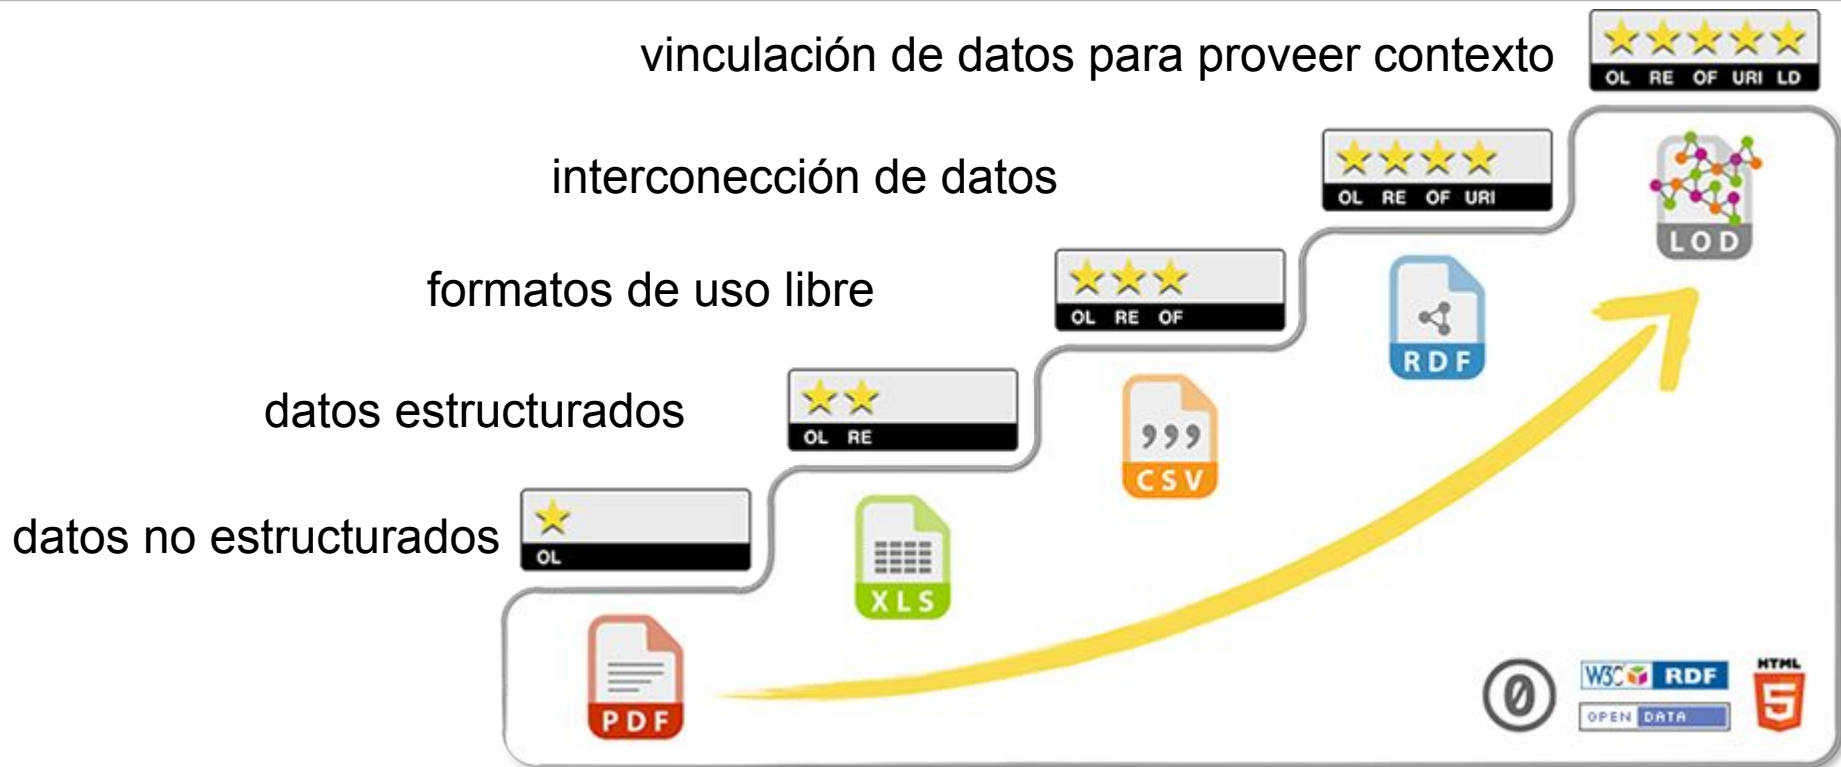 vinculación de datos para proveer contexto
OL RE OF URI LD
interconección de datos
OL RE OF URI
LOD
formatos de uso libre
OL RE OF
RDF
datos estructurados
OL RE
,,,
CSV
datos no estructurados
OL
XLS
PDF
0
W3C RDF
OPEN DATA
HTML
5